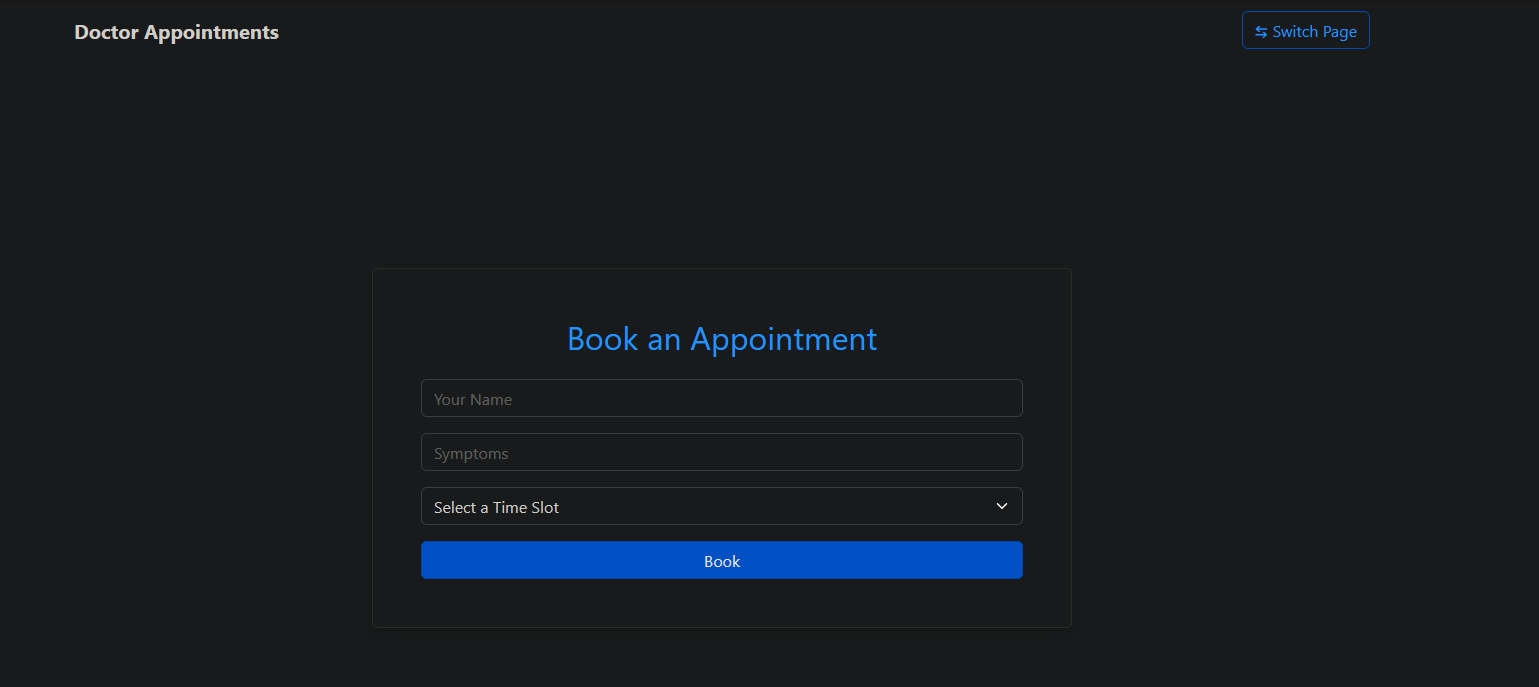 Doctor Appointments
⇆ Switch Page
Book an Appointment
Your Name
Symptoms
Select a Time Slot
Book